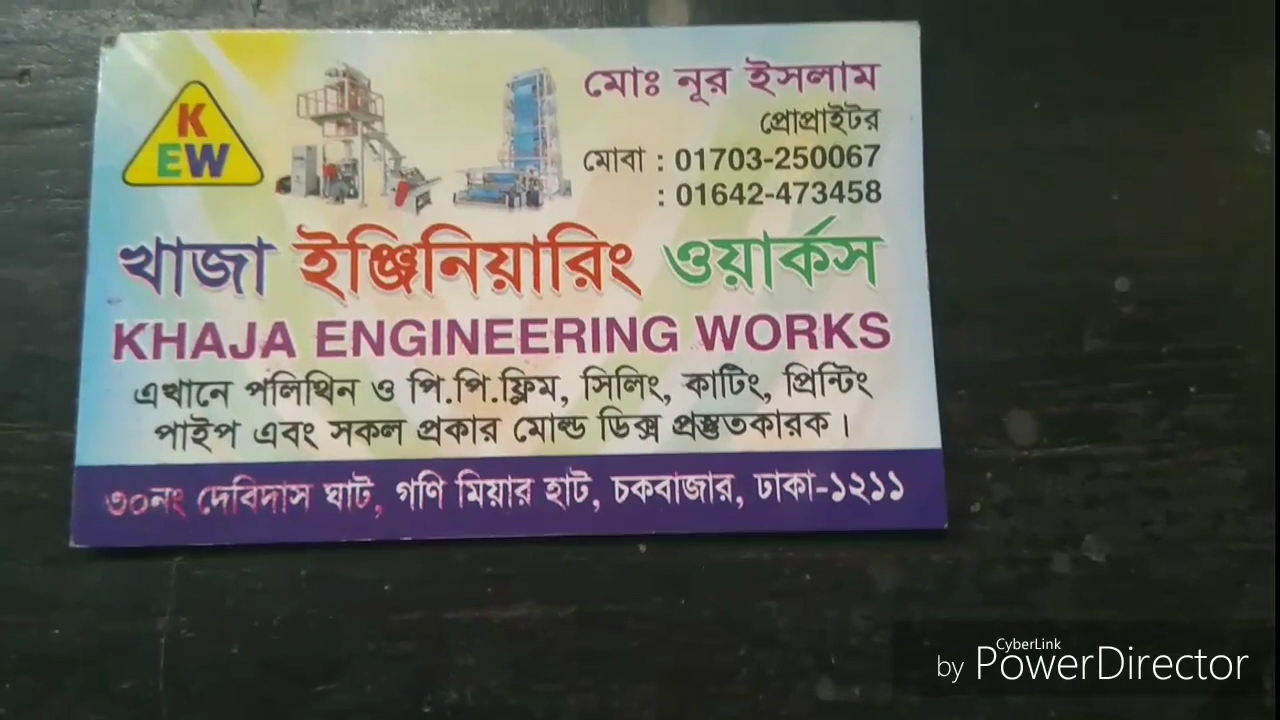 K
EW
মোঃ নূর ইসলাম
প্রোপ্রাইটর
মোবা : 01703-250067
: 01642-473458
খাজা ইঞ্জিনিয়ারিং ওয়ার্কস
KHAJA ENGINEERING WORKS
এখানে পলিথিন ও পি.পি.ফ্লিম, সিলিং, কাটিং, প্রিন্টিং
পাইপ এবং সকল প্রকার মোল্ড ডিক্স প্রস্তুতকারক।
৩০নং দেবিদাস ঘাট, গণি মিয়ার হাট, চকবাজার, ঢাকা-১২১১
CyberLink
by PowerDirector